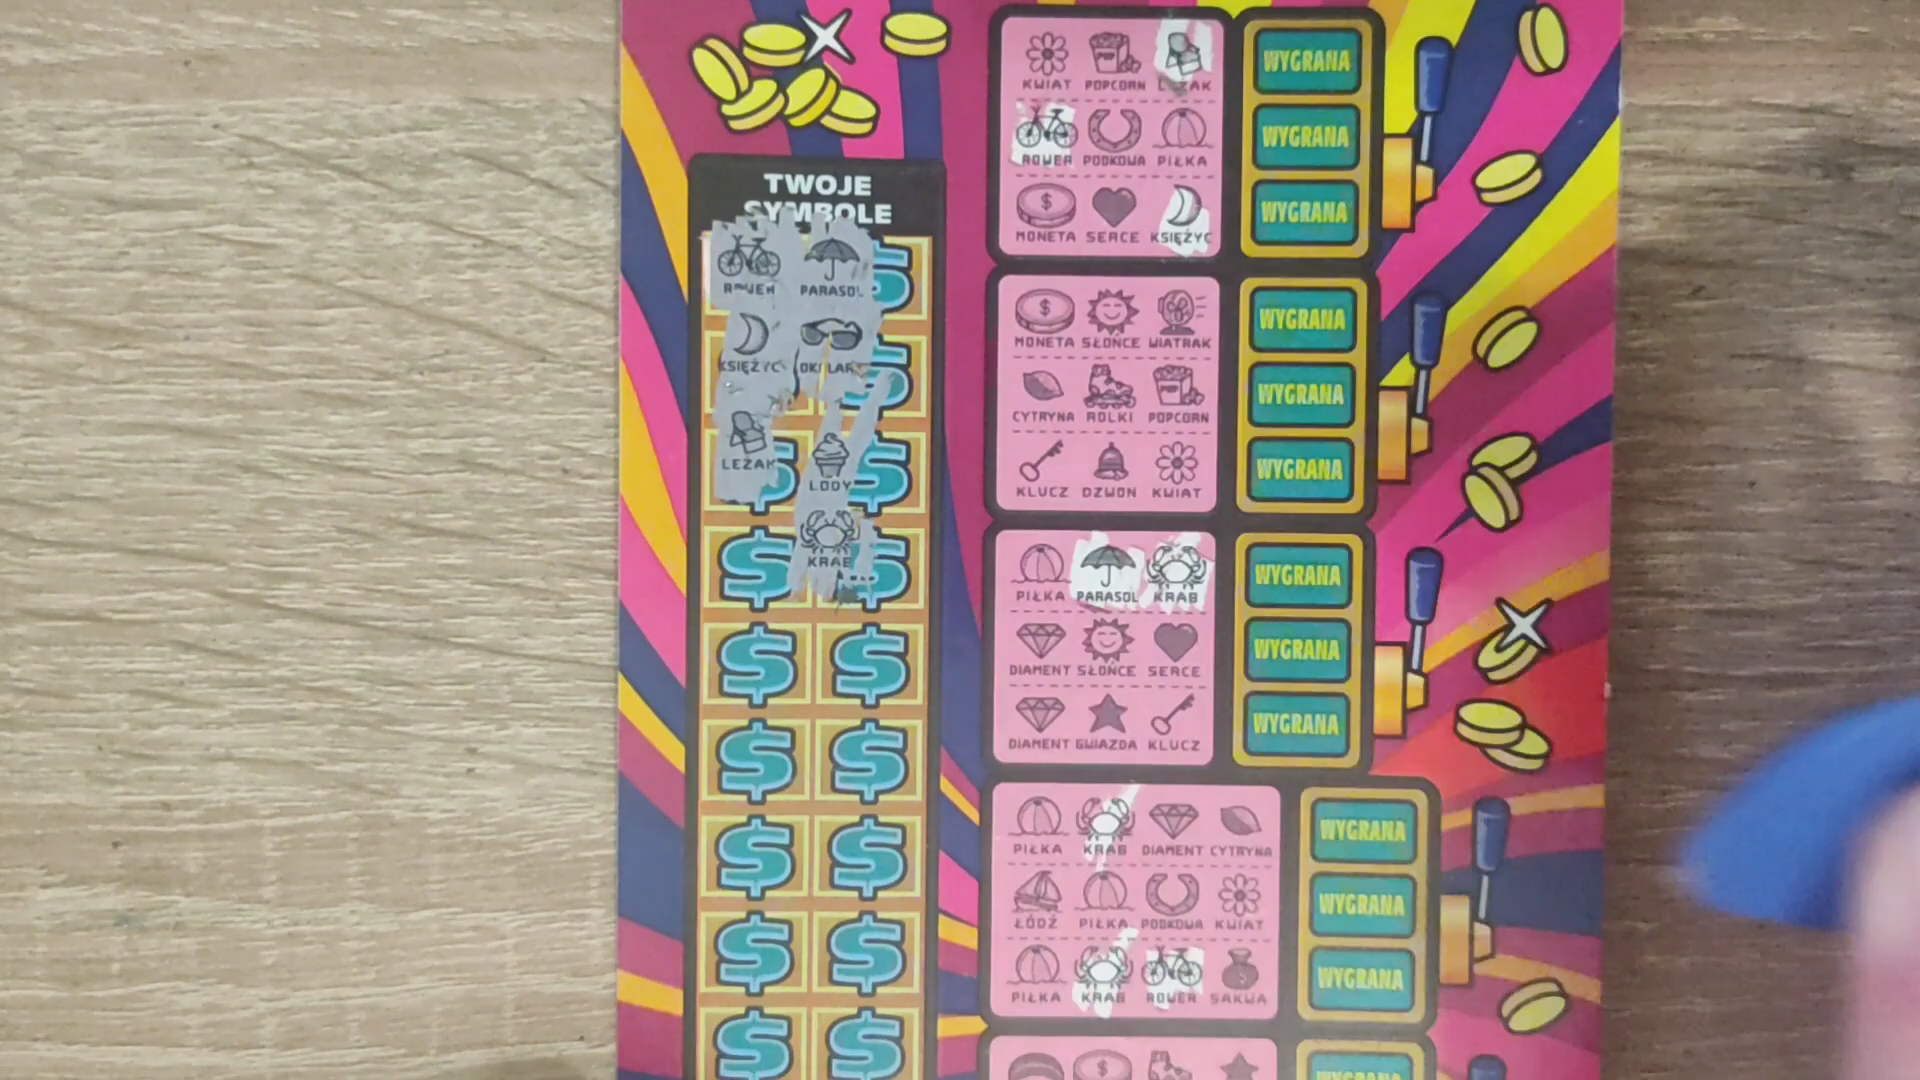 TWOJE
SYMBOLE
ROWER PARASOL
KSIĘŻYC OKULARY
LEŻAK
LODY
KRAB
KWIAT POPCORN LEŻAK
ROWER PODKOWA PIŁKA
MONETA SERCE KSIĘŻYC
WYGRANA
WYGRANA
WYGRANA
MONETA SŁOŃCE WIATRAK
CYTRYNA ROLKI POPCORN
KLUCZ DZWON KWIAT
WYGRANA
WYGRANA
WYGRANA
PIŁKA PARASOL KRAB
DIAMENT SŁOŃCE SERCE
DIAMENT GWIAZDA KLUCZ
WYGRANA
WYGRANA
WYGRANA
PIŁKA KRAB DIAMENT CYTRYNA
ŁÓDŹ PIŁKA PODKOWA KWIAT
PIŁKA KRAB ROWER SAKWA
WYGRANA
WYGRANA
WYGRANA
WYGRANA